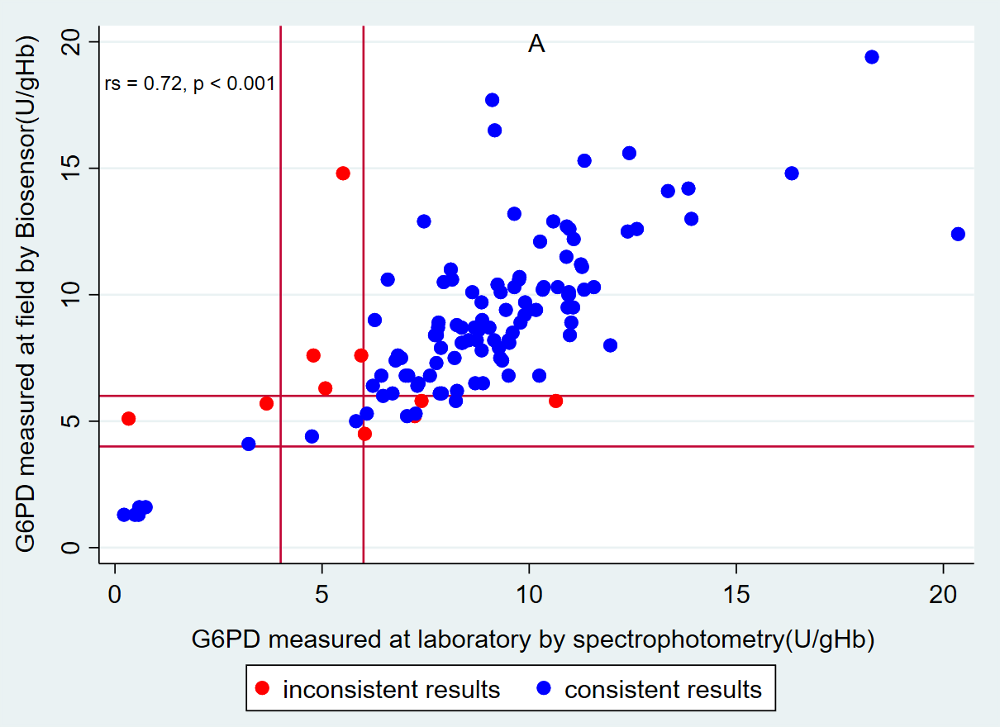 A
rs = 0.72, p < 0.001
G6PD measured at field by Biosensor(U/gHb)
20
15
10
5
0
0 5 10 15 20
G6PD measured at laboratory by spectrophotometry(U/gHb)
inconsistent results consistent results